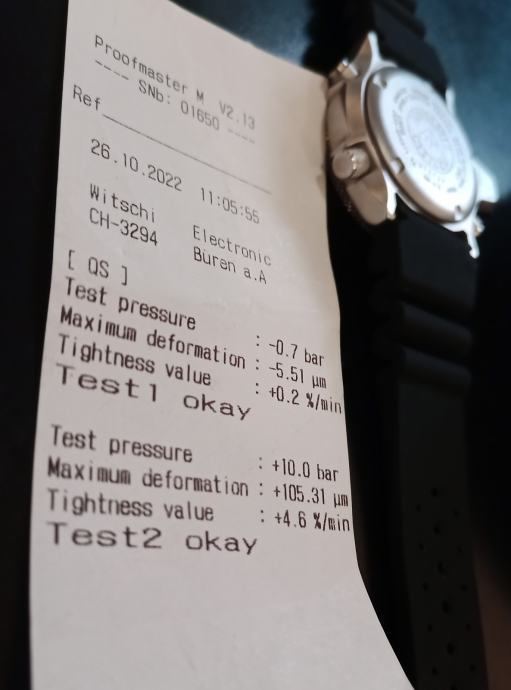 Proofmaster M V2.13
---- SNb: 01650 ----
Ref
26.10.2022 11:05:55
Witschi Electronic
CH-3294 Büren a.A
[ QS ]
Test pressure : -0.7 bar
Maximum deformation : -5.51 µm
Tightness value : +0.2 %/min
Test1 okay
Test pressure : +10.0 bar
Maximum deformation : +105.31 µm
Tightness value : +4.6 %/min
Test2 okay